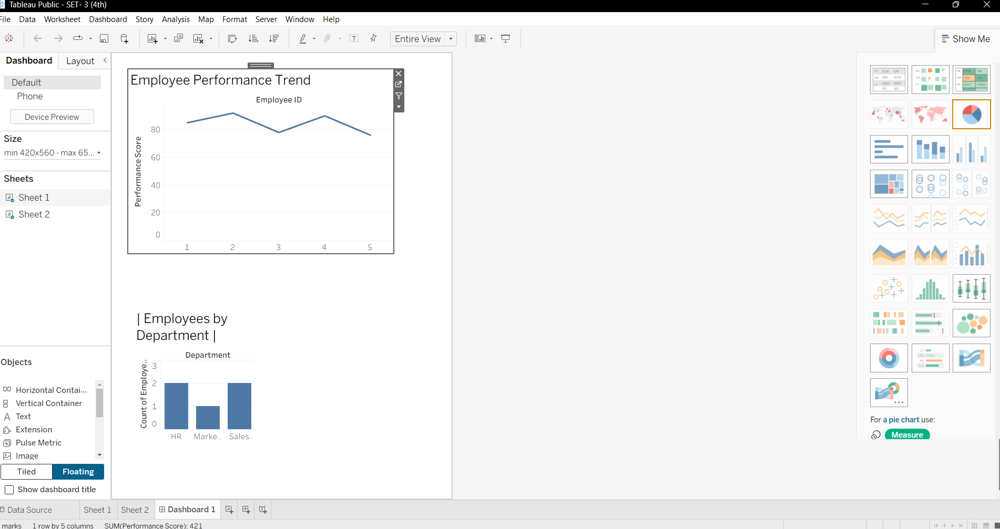 Tableau Public - SET- 3 (4th)
File Data Worksheet Dashboard Story Analysis Map Format Server Window Help
Entire View
Show Me
Dashboard Layout
Default
Phone
Device Preview
Size
min 420x560 - max 65...
Sheets
Sheet 1
Sheet 2
Objects
Horizontal Contai...
Vertical Container
Text
Extension
Pulse Metric
Image
Tiled Floating
Show dashboard title
Employee Performance Trend
Employee ID
Performance Score
80
60
40
20
0
1 2 3 4 5
| Employees by
Department |
Department
Count of Employe..
3
2
1
0
HR Marke.. Sales
For a pie chart use:
Measure
Data Source Sheet 1 Sheet 2 Dashboard 1
marks 1 row by 5 columns SUM(Performance Score): 421